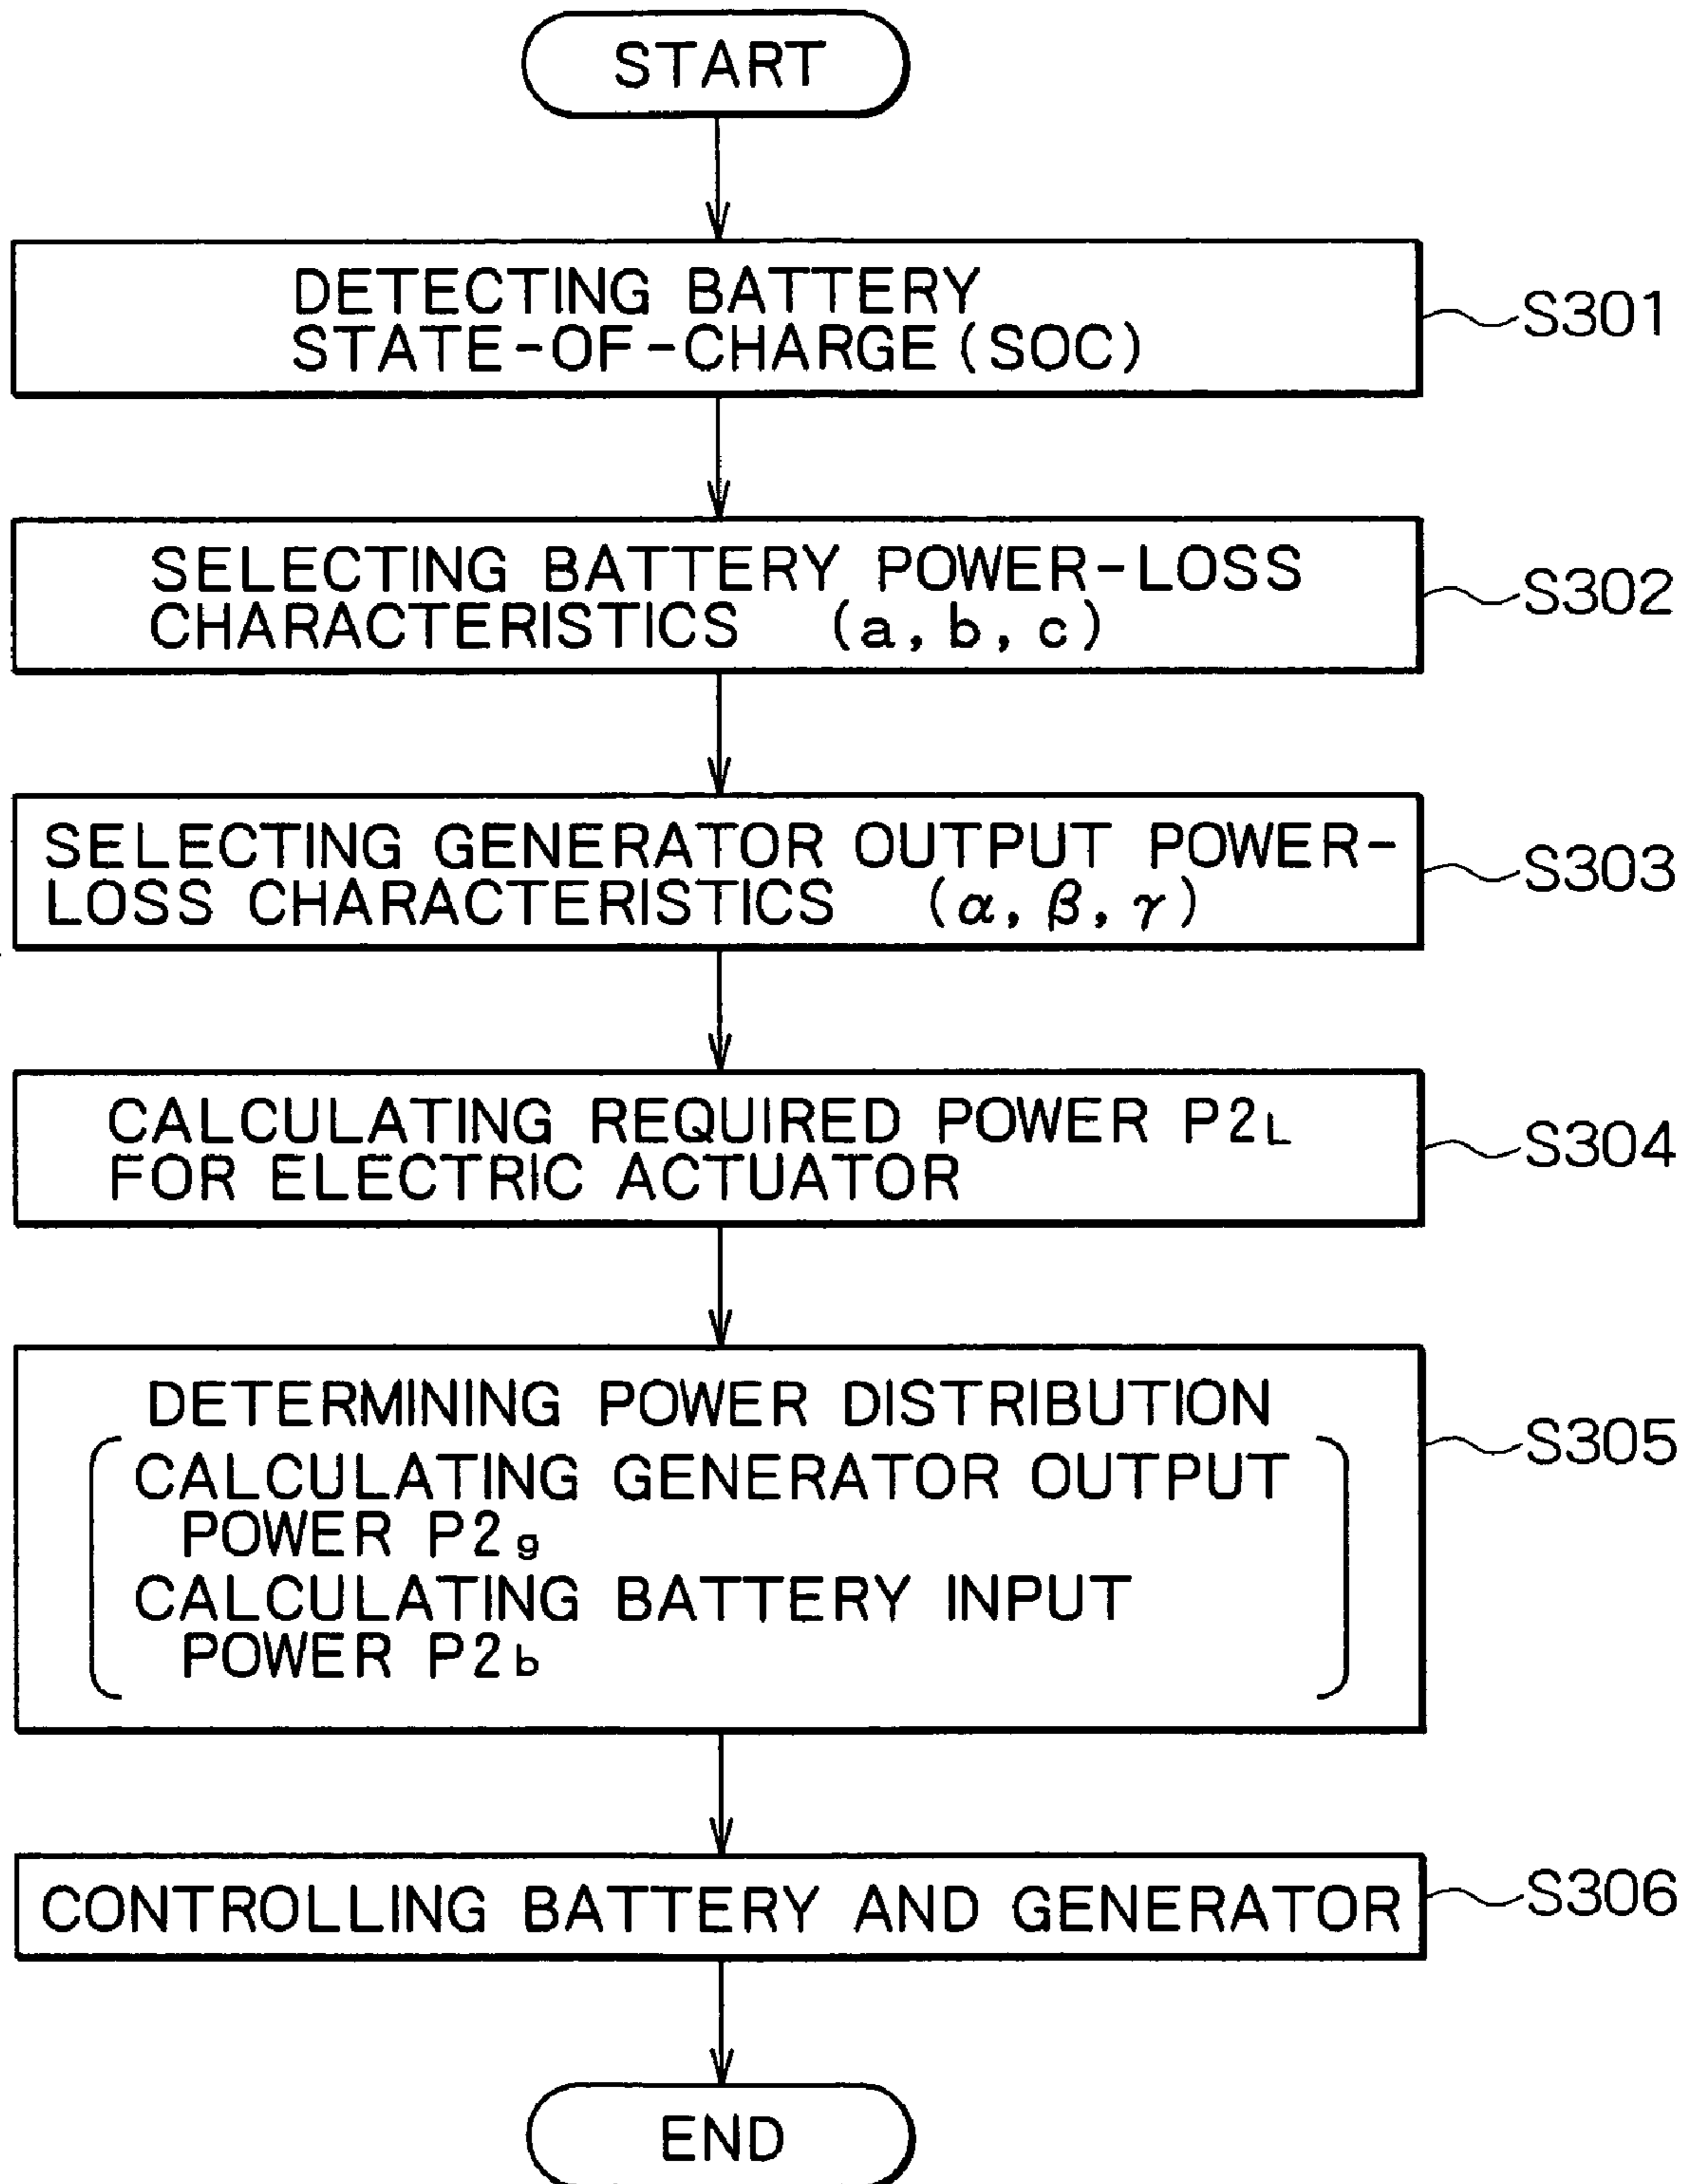 START
DETECTING BATTERY
STATE-OF-CHARGE (SOC)
S301
SELECTING BATTERY POWER-LOSS
CHARACTERISTICS (a, b, c)
S302
SELECTING GENERATOR OUTPUT POWER-
LOSS CHARACTERISTICS (α, β, γ)
S303
CALCULATING REQUIRED POWER P2L
FOR ELECTRIC ACTUATOR
S304
DETERMINING POWER DISTRIBUTION
CALCULATING GENERATOR OUTPUT
POWER P2g
CALCULATING BATTERY INPUT
POWER P2b
S305
CONTROLLING BATTERY AND GENERATOR
S306
END